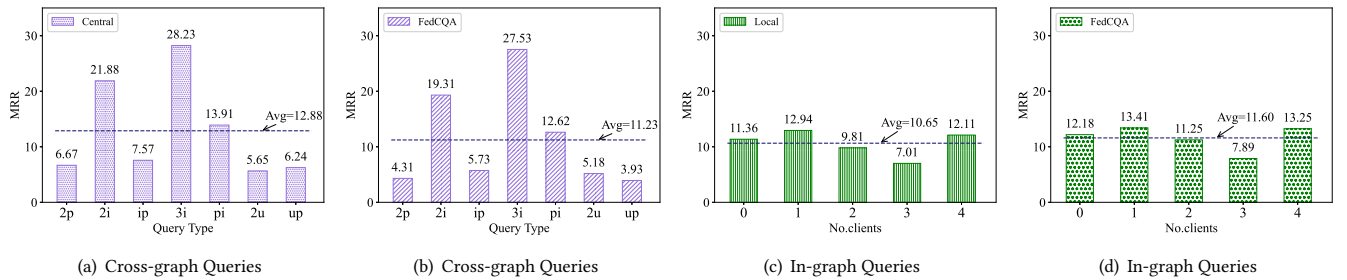 Central
30
20
10
0
MRR
6.67
21.88
7.57
28.23
13.91
5.65
6.24
Avg=12.88
2p 2i ip 3i pi 2u up
Query Type
(a) Cross-graph Queries
FedCQA
30
20
10
0
MRR
4.31
19.31
5.73
27.53
12.62
5.18
3.93
Avg=11.23
2p 2i ip 3i pi 2u up
Query Type
(b) Cross-graph Queries
Local
30
20
10
0
MRR
11.36
12.94
9.81
7.01
12.11
Avg=10.65
0 1 2 3 4
No.clients
(c) In-graph Queries
FedCQA
30
20
10
0
MRR
12.18
13.41
11.25
7.89
13.25
Avg=11.60
0 1 2 3 4
No.clients
(d) In-graph Queries